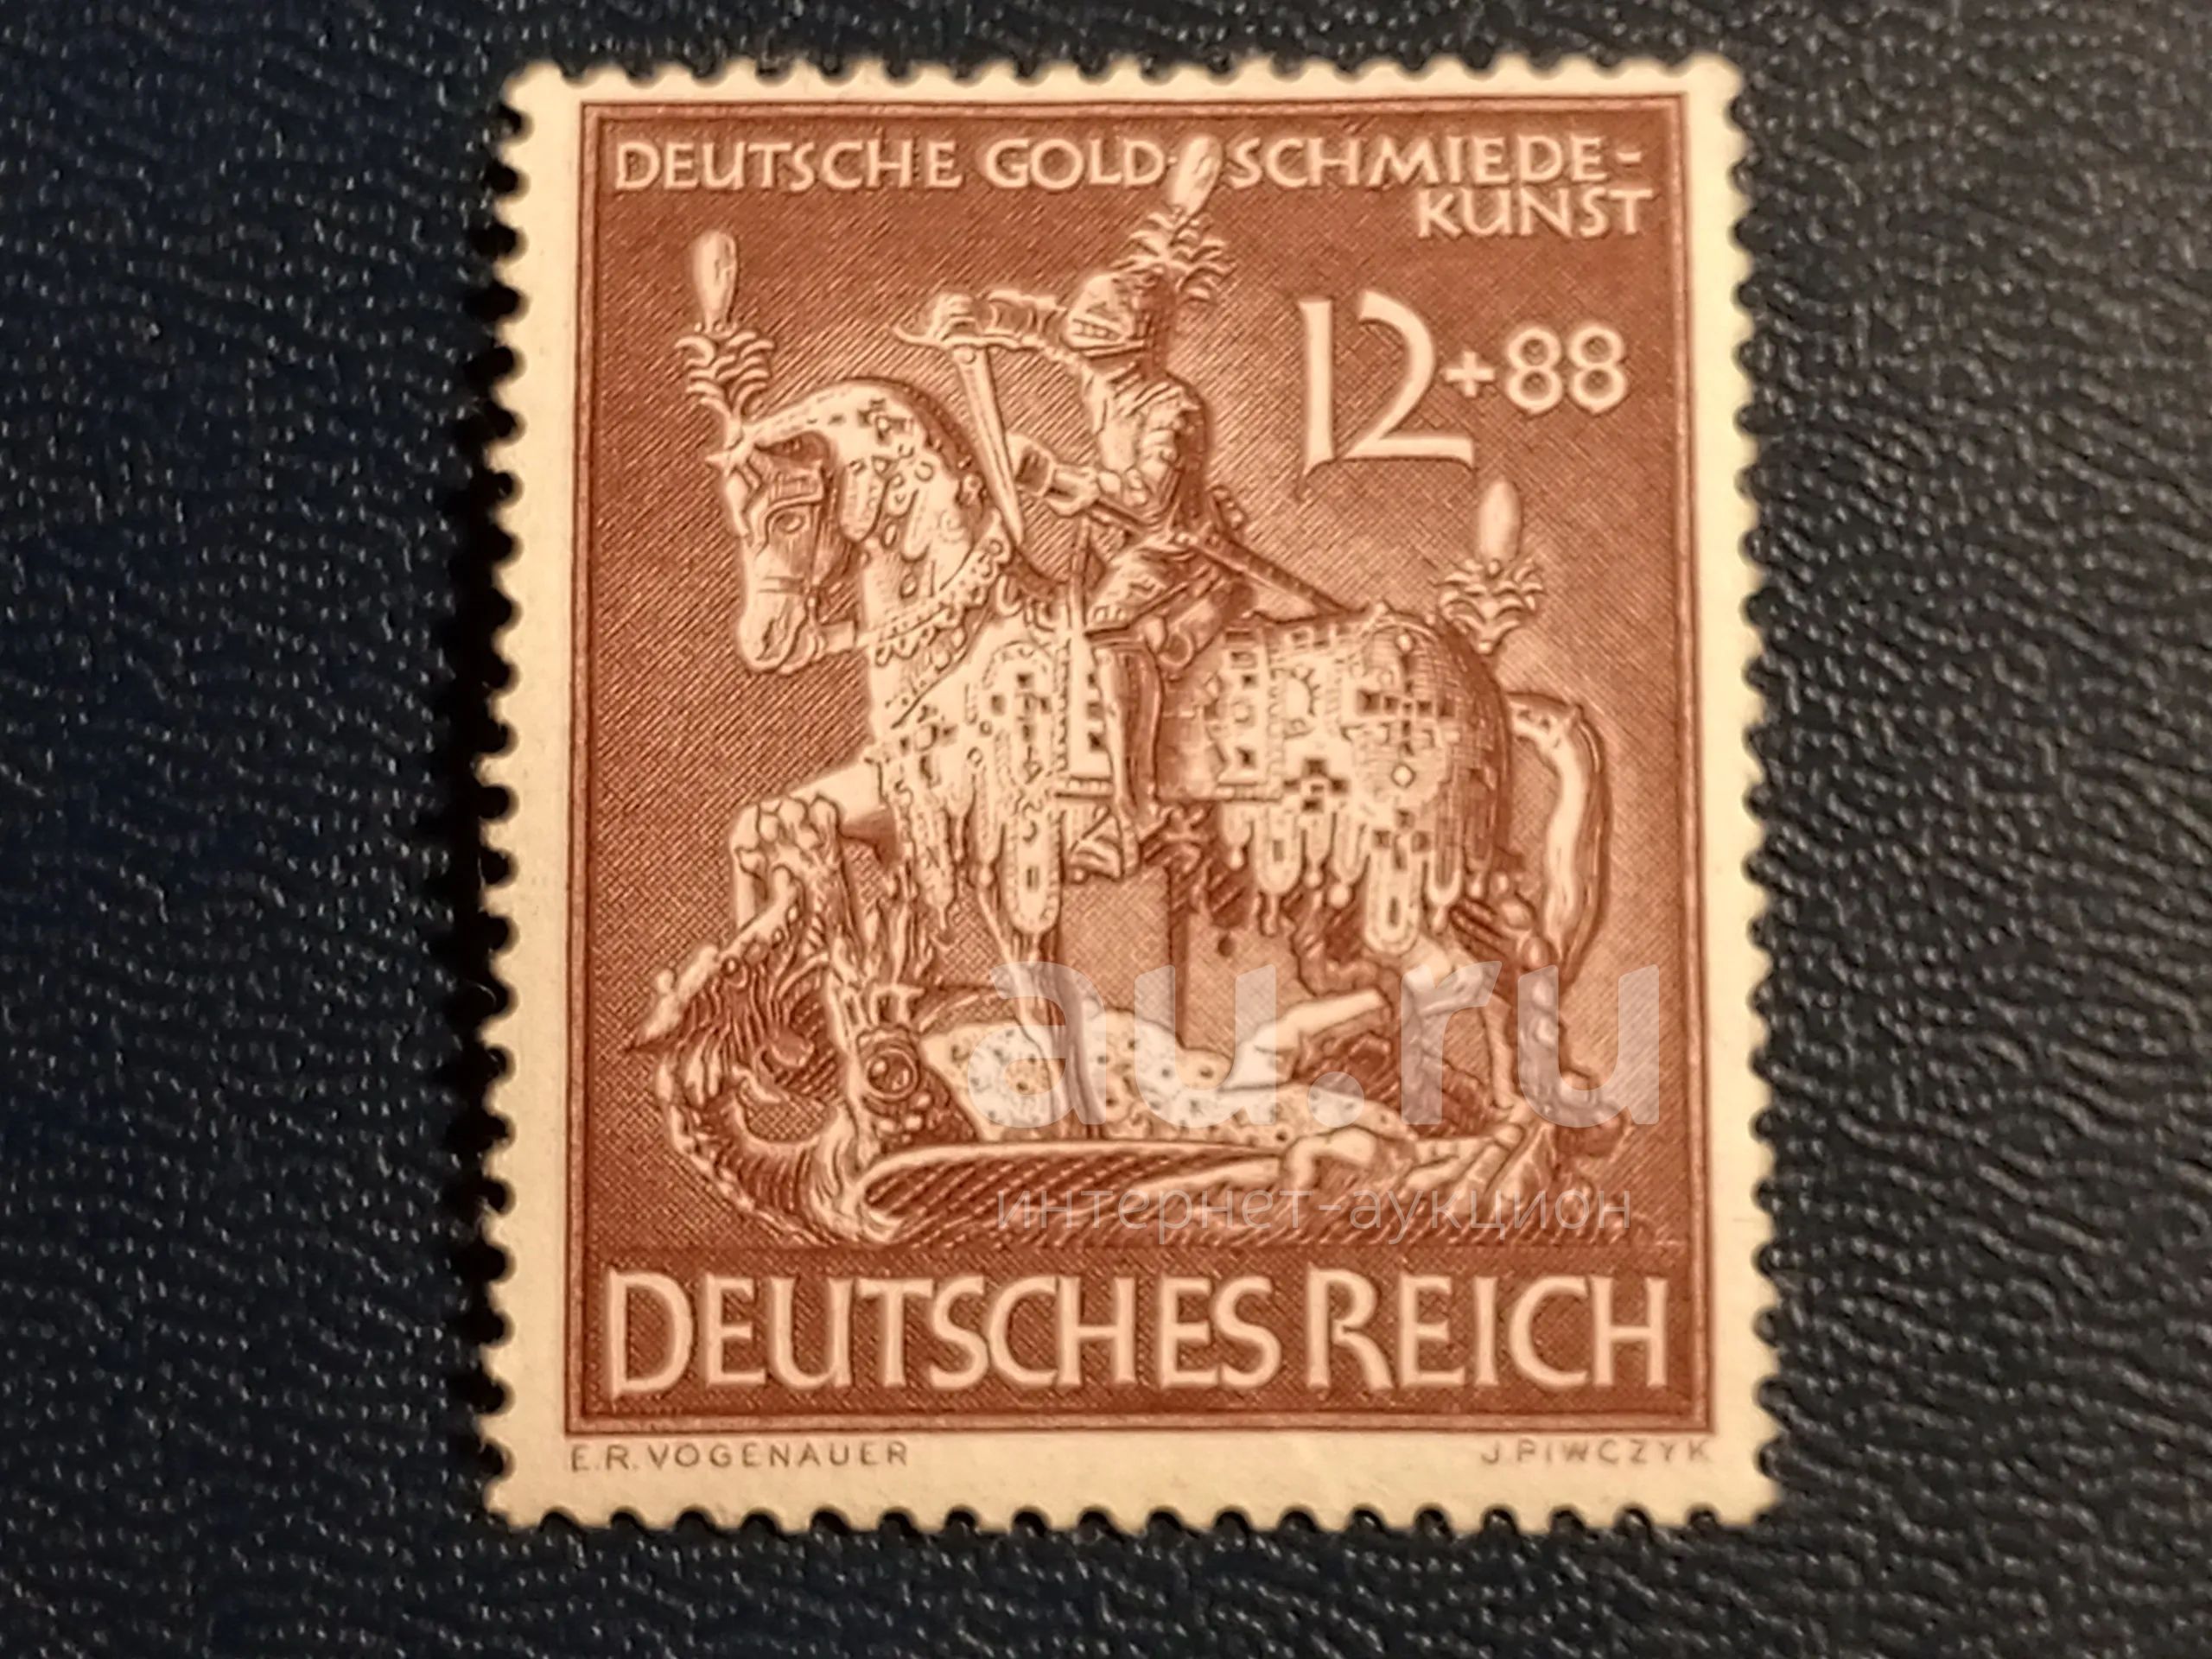 DEUTSCHE GOLD-SCHMIEDE-
KUNST
12+88
au.ru
интернет-аукцион
DEUTSCHES REICH
E.R.VOGENAUER J.PIWCZYK